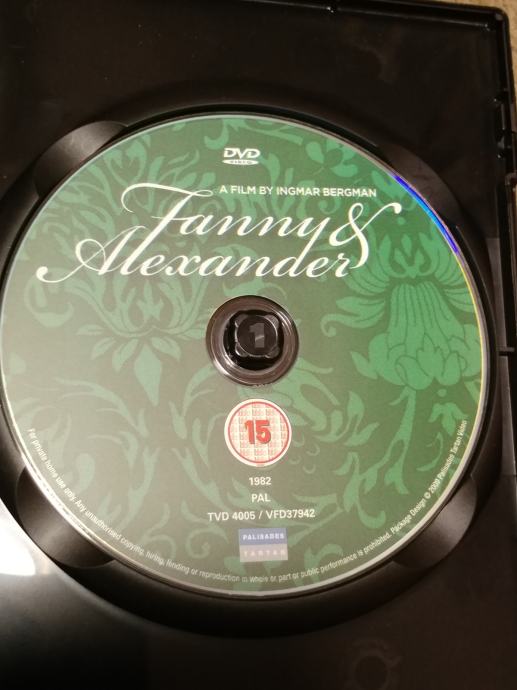 DVD
VIDEO
A FILM BY INGMAR BERGMAN
Fanny &
Alexander
1
15
1982
PAL
TVD 4005 / VFD37942
PALISADES
TARTAN
For private home use only. Any unauthorised copying, hiring, lending or reproduction in whole or part or public performance is prohibited. Package Design © 2009 Palisades Tartan Video